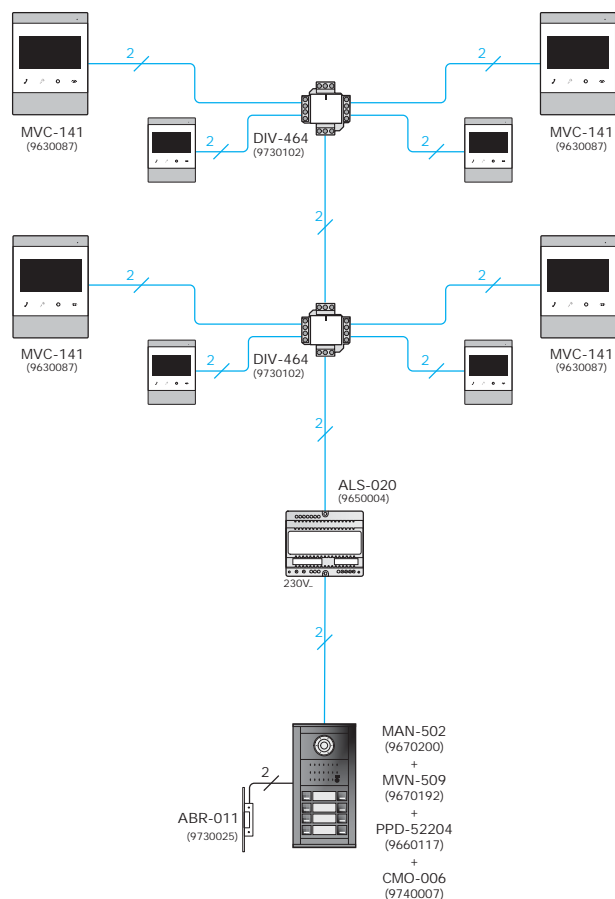 2
2
MVC-141
(9630087)
2
DIV-464
(9730102)
2
MVC-141
(9630087)
2
2
2
MVC-141
(9630087)
2
DIV-464
(9730102)
2
MVC-141
(9630087)
2
ALS-020
(9650004)
230V~
2
MAN-502
(9670200)
+
MVN-509
(9670192)
+
PPD-52204
(9660117)
+
CMO-006
(9740007)
2
ABR-011
(9730025)